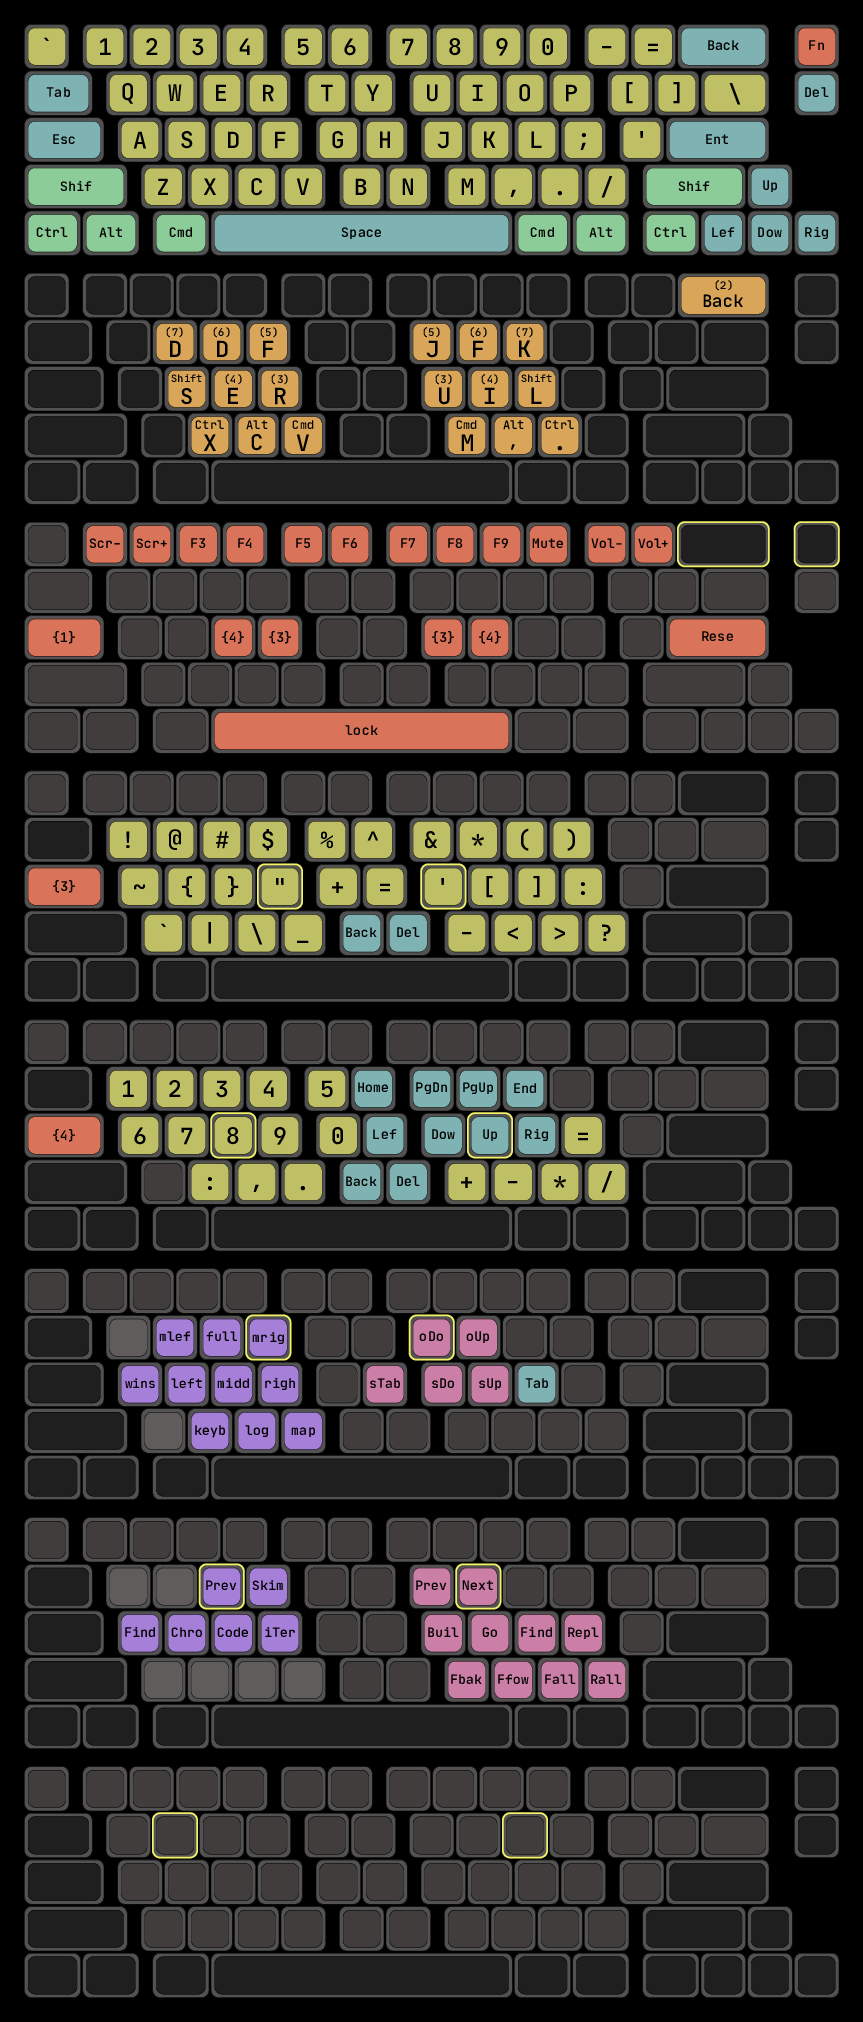 ` 1 2 3 4 5 6 7 8 9 0 - = Back Fn
Tab Q W E R T Y U I O P [ ] \ Del
Esc A S D F G H J K L ; ' Ent
Shif Z X C V B N M , . / Shif Up
Ctrl Alt Cmd Space Cmd Alt Ctrl Lef Dow Rig
(2)
Back
(7) (6) (5) (5) (6) (7)
D D F J F K
Shift (4) (3) (3) (4) Shift
S E R U I L
Ctrl Alt Cmd Cmd Alt Ctrl
X C V M , .
Scr- Scr+ F3 F4 F5 F6 F7 F8 F9 Mute Vol- Vol+
{1} {4} {3} {3} {4} Rese
lock
! @ # $ % ^ & * ( )
{3} ~ { } " + = ' [ ] :
` | \ _ Back Del - < > ?
1 2 3 4 5 Home PgDn PgUp End
{4} 6 7 8 9 0 Lef Dow Up Rig =
: , . Back Del + - * /
mlef full mrig oDo oUp
wins left midd righ sTab sDo sUp Tab
keyb log map
Prev Skim Prev Next
Find Chro Code iTer Buil Go Find Repl
Fbak Ffow Fall Rall